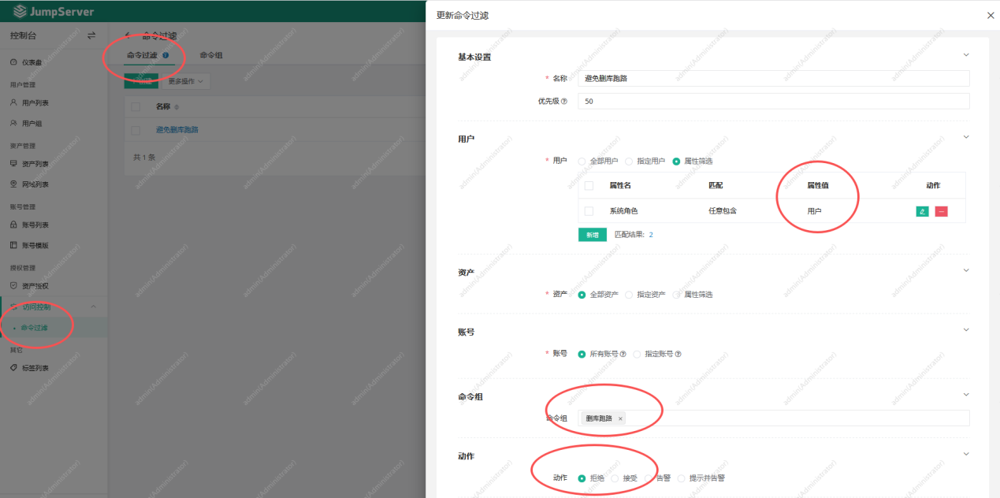 JumpServer
控制台
仪表盘
用户管理
用户列表
用户组
资产管理
资产列表
网域列表
账号管理
账号列表
账号模版
授权管理
资产授权
访问控制
命令过滤
其它
标签列表
命令过滤
命令过滤 命令组
创建 更多操作
名称
避免删库跑路
共 1 条
更新命令过滤
基本设置
* 名称 避免删库跑路
优先级 50
用户
* 用户 全部用户 指定用户 属性筛选
属性名 匹配 属性值 动作
系统角色 任意包含 用户
新增 匹配结果: 2
资产
* 资产 全部资产 指定资产 属性筛选
账号
* 账号 所有账号 指定账号
命令组
命令组 删库跑路 ×
动作
动作 拒绝 接受 告警 提示并告警
admin(Administrator)